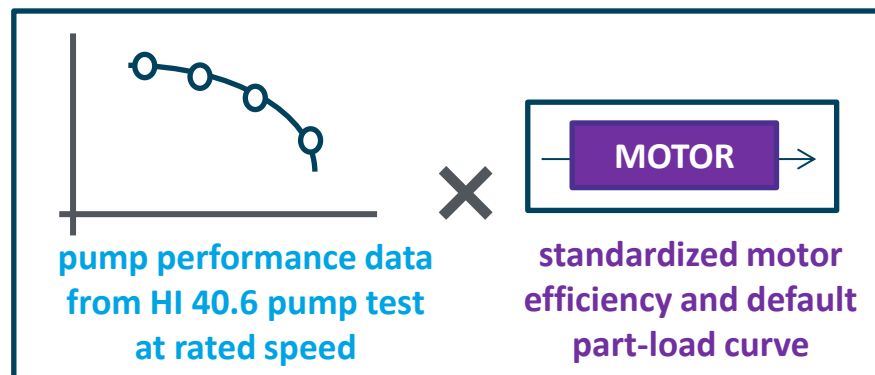 MOTOR
pump performance data
from HI 40.6 pump test
at rated speed
standardized motor
efficiency and default
part-load curve